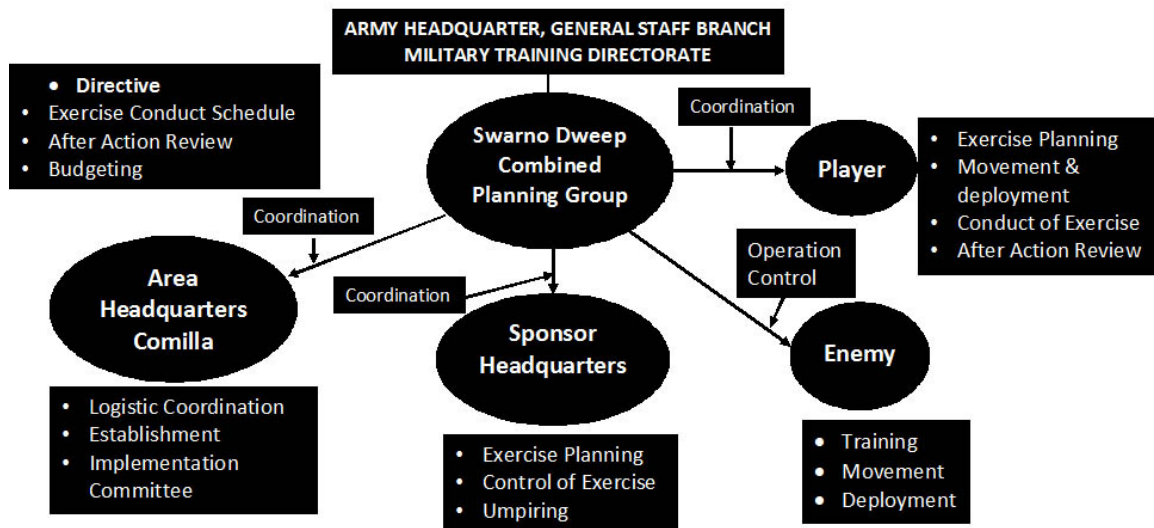 ARMY HEADQUARTER, GENERAL STAFF BRANCH
MILITARY TRAINING DIRECTORATE
• Directive
• Exercise Conduct Schedule
• After Action Review
• Budgeting
Swarno Dweep
Combined
Planning Group
Coordination
Player
• Exercise Planning
• Movement &
deployment
• Conduct of Exercise
• After Action Review
Coordination
Area
Headquarters
Comilla
Coordination
Sponsor
Headquarters
Operation
Control
Enemy
• Logistic Coordination
• Establishment
• Implementation
Committee
• Exercise Planning
• Control of Exercise
• Umpiring
• Training
• Movement
• Deployment